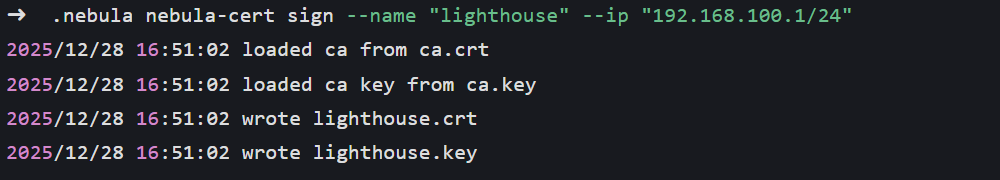 ➜  .nebula nebula-cert sign --name "lighthouse" --ip "192.168.100.1/24"
2025/12/28 16:51:02 loaded ca from ca.crt
2025/12/28 16:51:02 loaded ca key from ca.key
2025/12/28 16:51:02 wrote lighthouse.crt
2025/12/28 16:51:02 wrote lighthouse.key